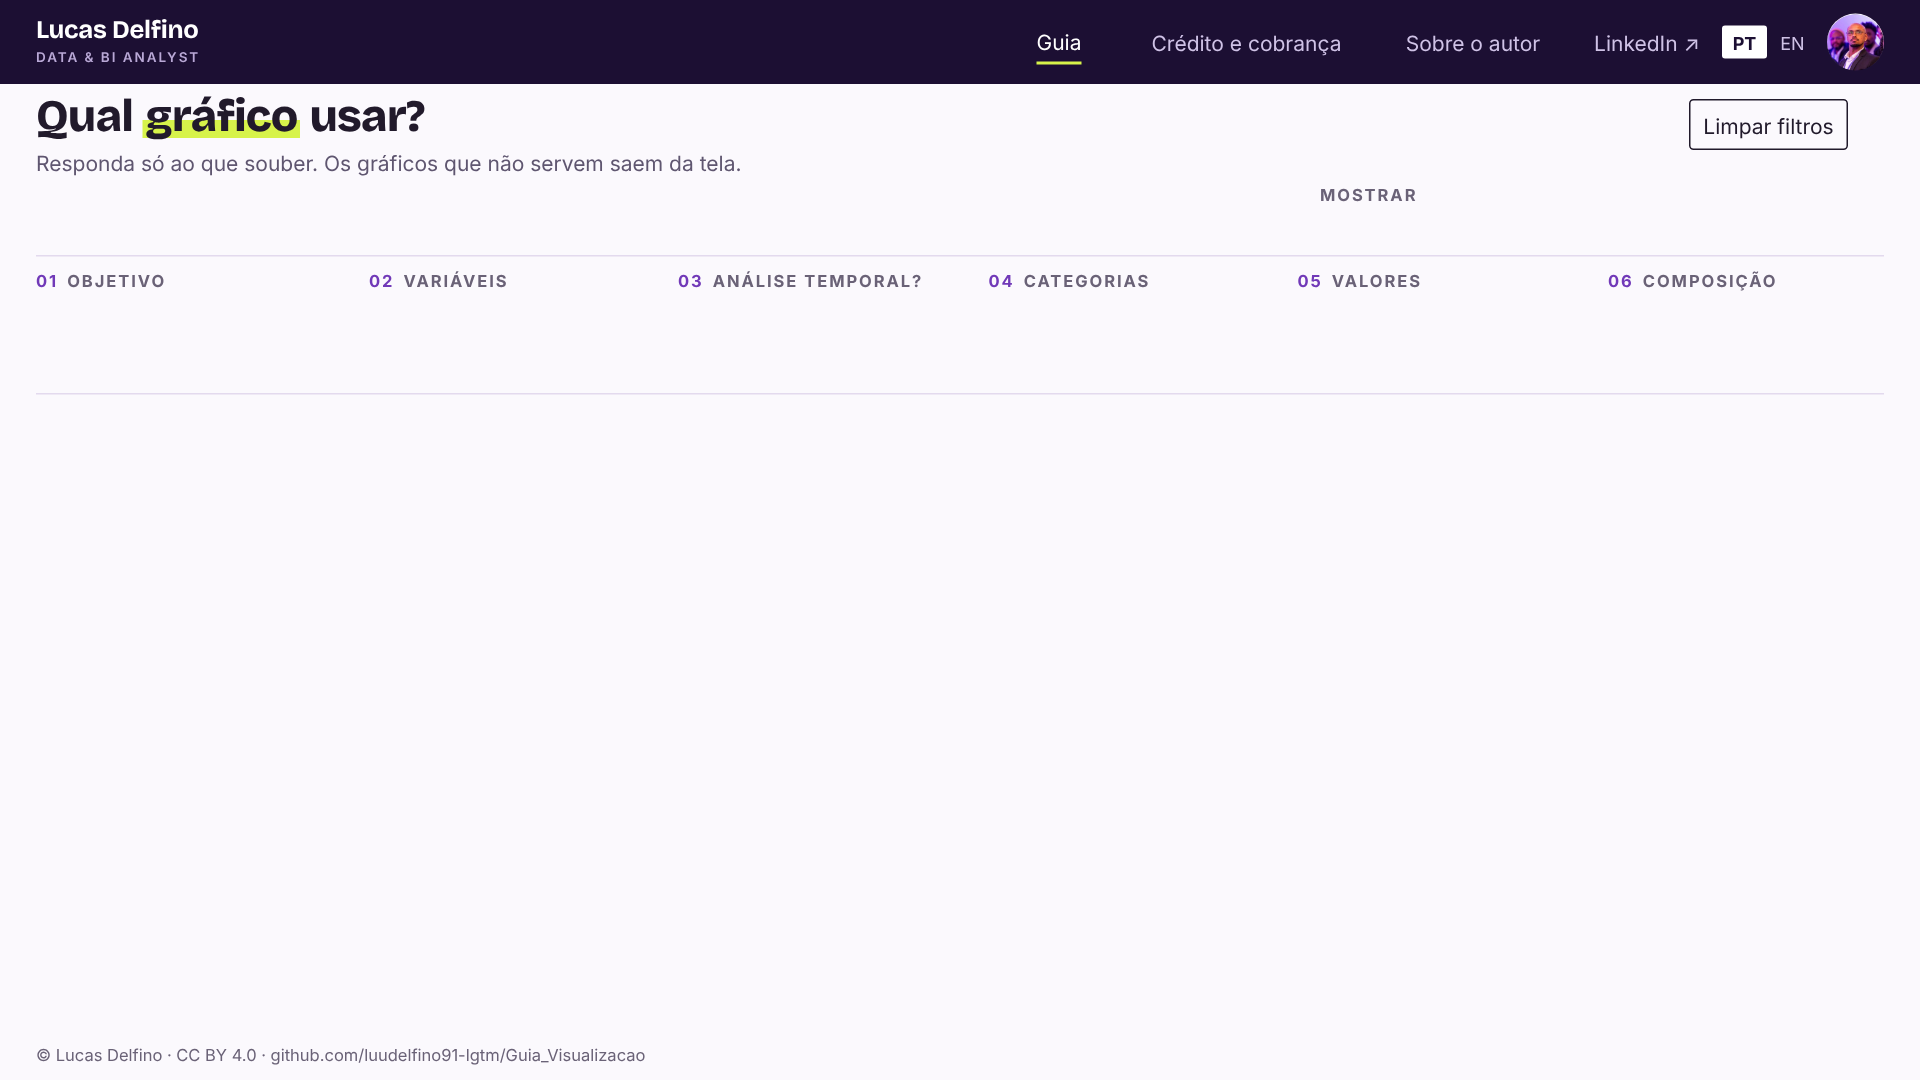 Lucas Delfino
DATA & BI ANALYST
Guia
Crédito e cobrança
Sobre o autor
LinkedIn ↗
PT
EN
Qual gráfico usar?
Limpar filtros
Responda só ao que souber. Os gráficos que não servem saem da tela.
MOSTRAR
01 OBJETIVO
02 VARIÁVEIS
03 ANÁLISE TEMPORAL?
04 CATEGORIAS
05 VALORES
06 COMPOSIÇÃO
© Lucas Delfino · CC BY 4.0 · github.com/luudelfino91-lgtm/Guia_Visualizacao